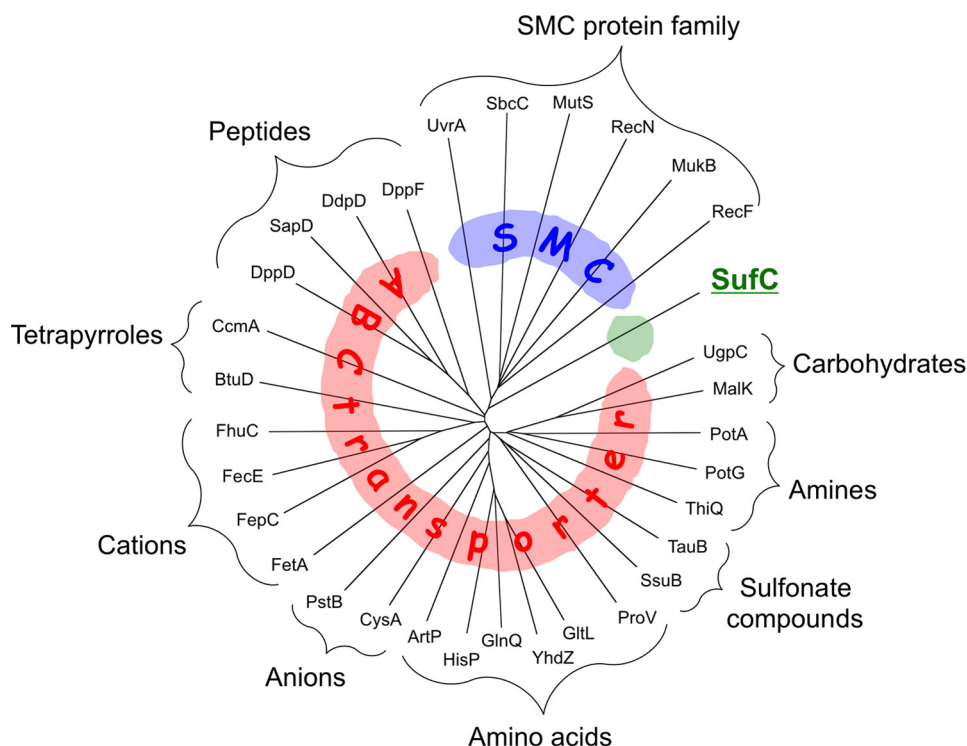 SMC protein family
SbcC
MutS
UvrA
RecN
Peptides
MukB
DppF
DdpD
RecF
SapD
SMC
DppD
SufC
ABC transporter
Tetrapyrroles
CcmA
UgpC
Carbohydrates
BtuD
MalK
FhuC
PotA
FecE
PotG
Amines
FepC
ThiQ
Cations
TauB
FetA
SsuB
Sulfonate
compounds
PstB
ProV
CysA
ArtP
GltL
GlnQ
HisP
YhdZ
Anions
Amino acids